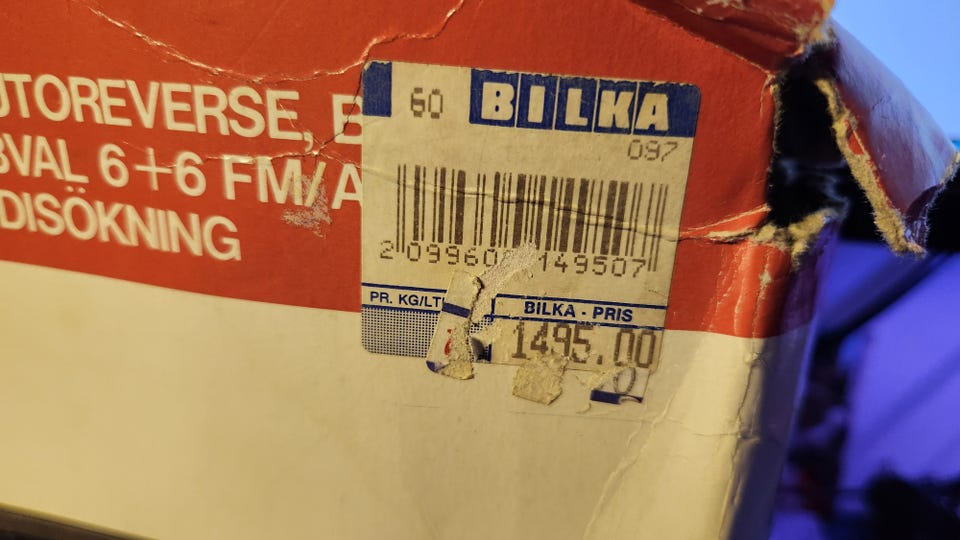 UTOREVERSE, B
BVAL 6+6 FM/A
DISÖKNING
60 BILKA
097
2 09960 149507
PR. KG/LT
BILKA - PRIS
1495.00